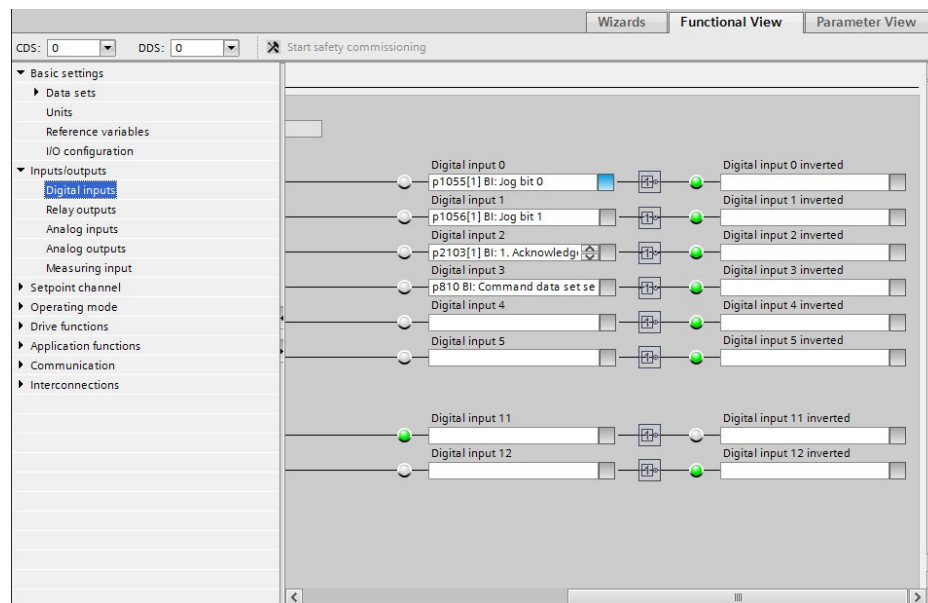 Wizards Functional View Parameter View
CDS: 0 DDS: 0 Start safety commissioning
Basic settings
Data sets
Units
Reference variables
I/O configuration
Inputs/outputs
Digital inputs
Relay outputs
Analog inputs
Analog outputs
Measuring input
Setpoint channel
Operating mode
Drive functions
Application functions
Communication
Interconnections
Digital input 0 Digital input 0 inverted
p1055[1] BI: Jog bit 0
Digital input 1 Digital input 1 inverted
p1056[1] BI: Jog bit 1
Digital input 2 Digital input 2 inverted
p2103[1] BI: 1. Acknowledg
Digital input 3 Digital input 3 inverted
p810 BI: Command data set se
Digital input 4 Digital input 4 inverted
Digital input 5 Digital input 5 inverted
Digital input 11 Digital input 11 inverted
Digital input 12 Digital input 12 inverted